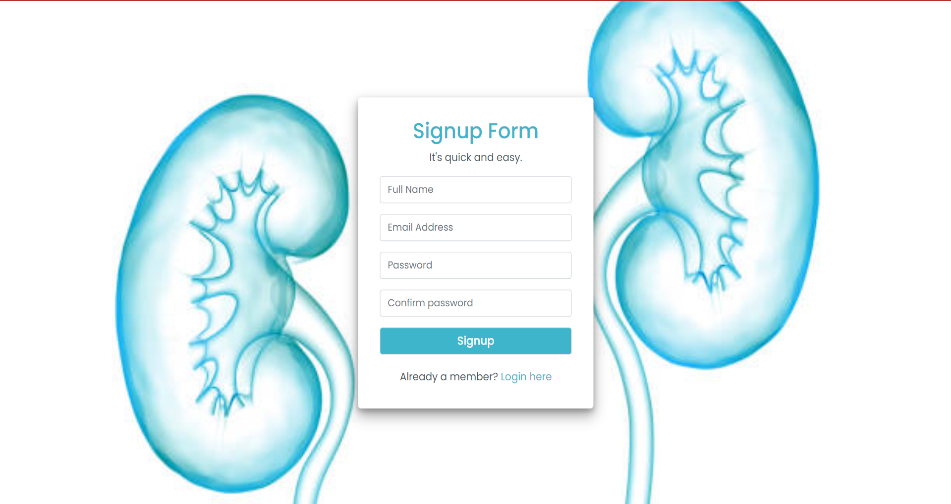 Signup Form
It's quick and easy.
Full Name
Email Address
Password
Confirm password
Signup
Already a member? Login here